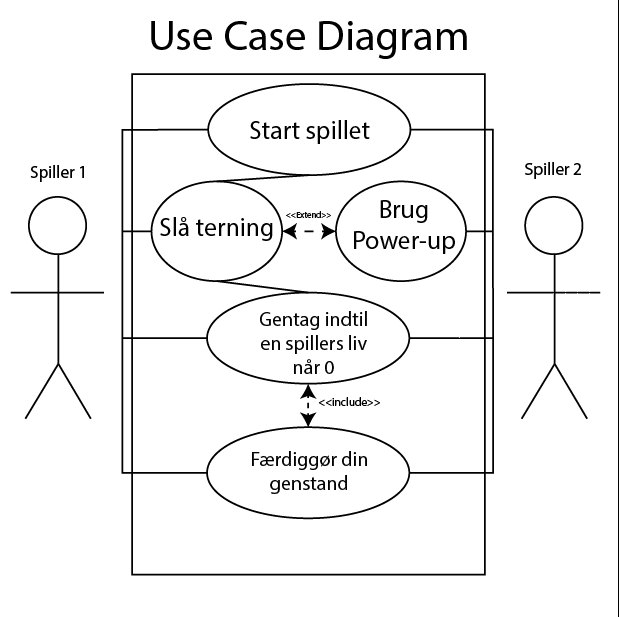 Use Case Diagram
Start spillet
Spiller 1
Spiller 2
Slå terning
<<Extend>>
Brug
Power-up
Gentag indtil
en spillers liv
når 0
<<include>>
Færdiggør din
genstand